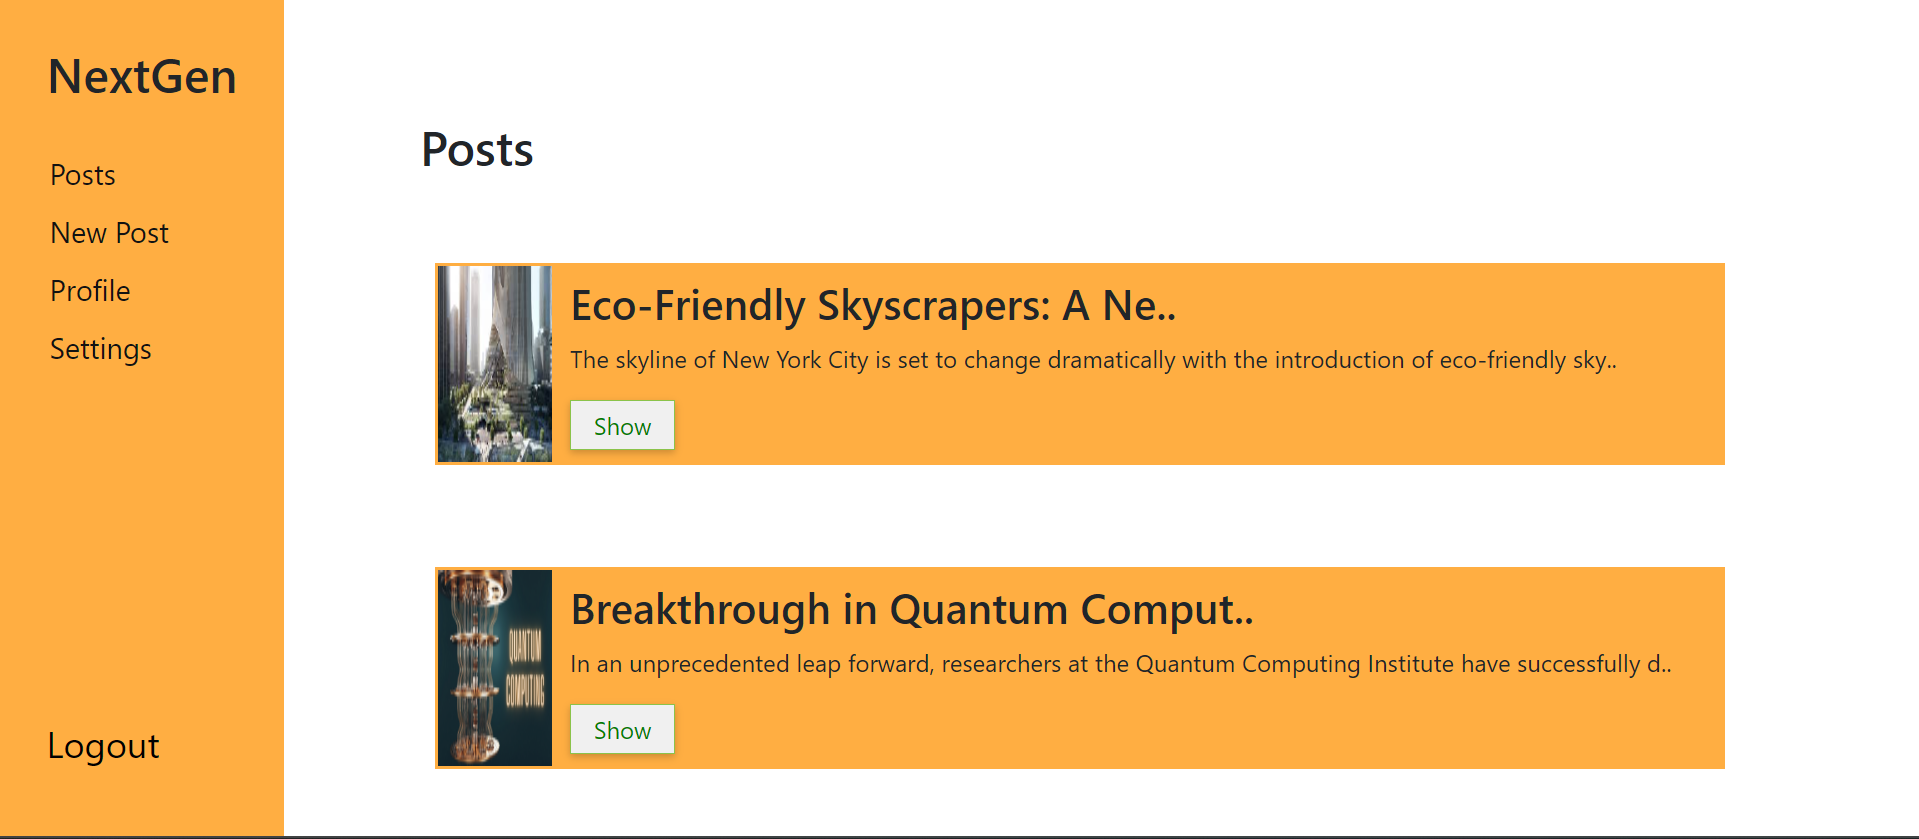 NextGen
Posts
New Post
Profile
Settings
Logout
Posts
Eco-Friendly Skyscrapers: A Ne..
The skyline of New York City is set to change dramatically with the introduction of eco-friendly sky..
Show
QUANTUM
COMPUTING
Breakthrough in Quantum Comput..
In an unprecedented leap forward, researchers at the Quantum Computing Institute have successfully d..
Show